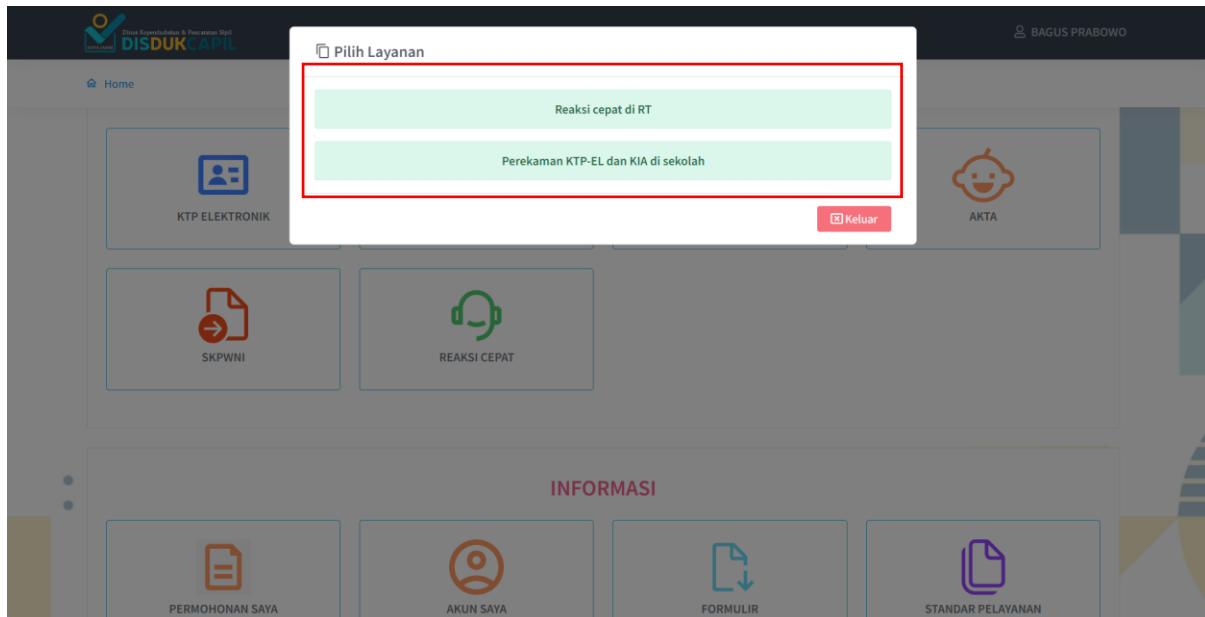 Dinas Kependudukan & Pencatatan Sipil
DISDUKCAPIL
BAGUS PRABOWO
Pilih Layanan
Home
Reaksi cepat di RT
Perekaman KTP-EL dan KIA di sekolah
Keluar
KTP ELEKTRONIK
AKTA
SKPWNI
REAKSI CEPAT
INFORMASI
PERMOHONAN SAYA
AKUN SAYA
FORMULIR
STANDAR PELAYANAN